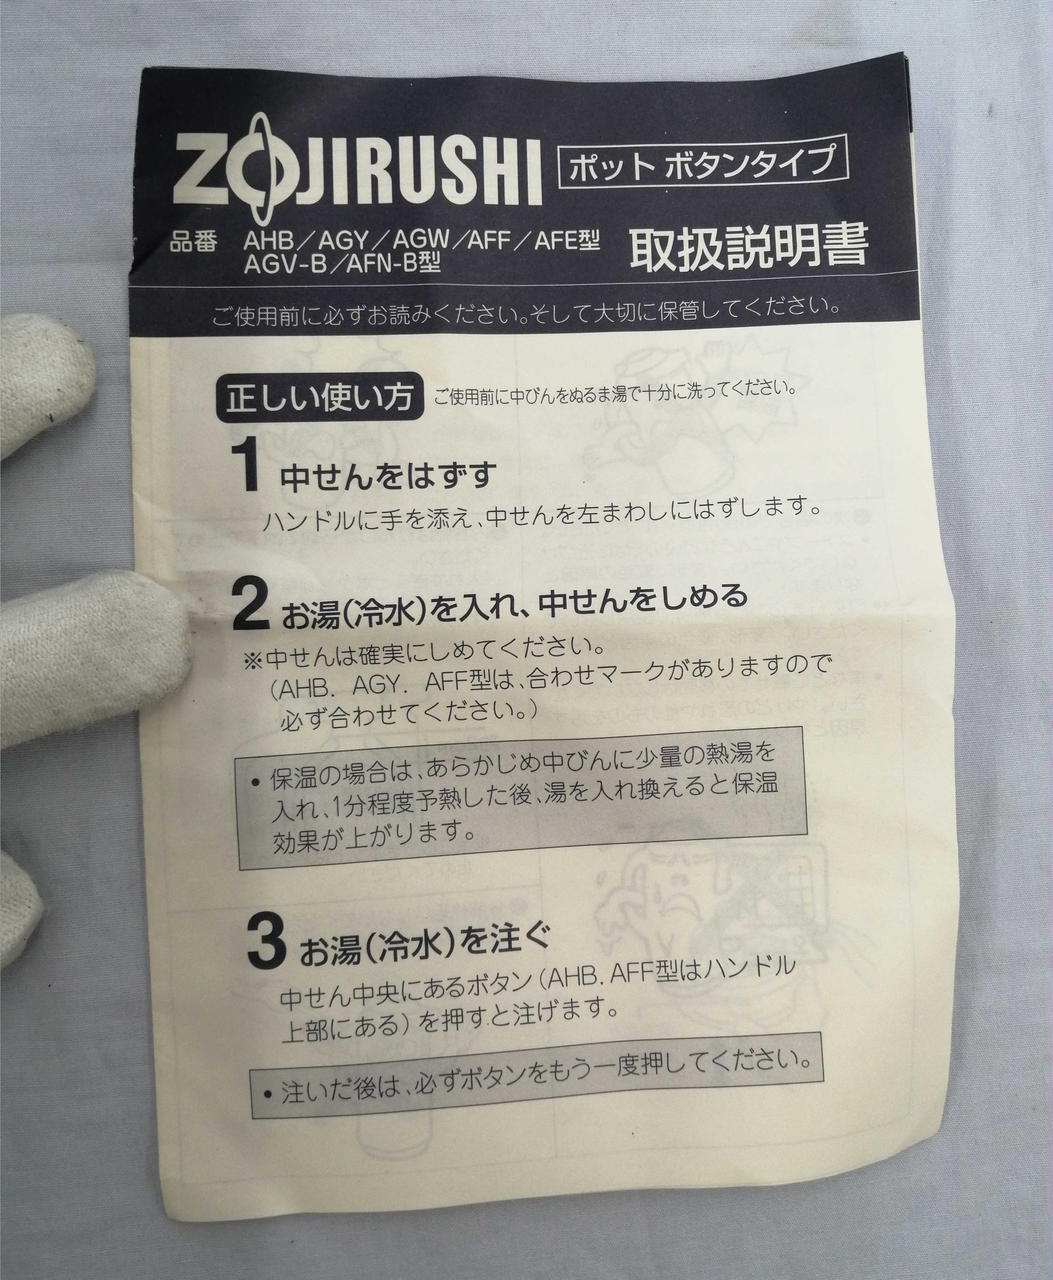 ZOJIRUSHI ポット ボタンタイプ
品番 AHB/AGY/AGW/AFF/AFE型
AGV-B/AFN-B型
取扱説明書
ご使用前に必ずお読みください。そして大切に保管してください。
正しい使い方 ご使用前に中びんをぬるま湯で十分に洗ってください。
1 中せんをはずす
ハンドルに手を添え、中せんを左まわしにはずします。
2 お湯(冷水)を入れ、中せんをしめる
※中せんは確実にしめてください。
(AHB. AGY. AFF型は、合わせマークがありますので
必ず合わせてください。)
• 保温の場合は、あらかじめ中びんに少量の熱湯を
入れ、1分程度予熱した後、湯を入れ換えると保温
効果が上がります。
3 お湯(冷水)を注ぐ
中せん中央にあるボタン(AHB. AFF型はハンドル
上部にある)を押すと注げます。
• 注いだ後は、必ずボタンをもう一度押してください。